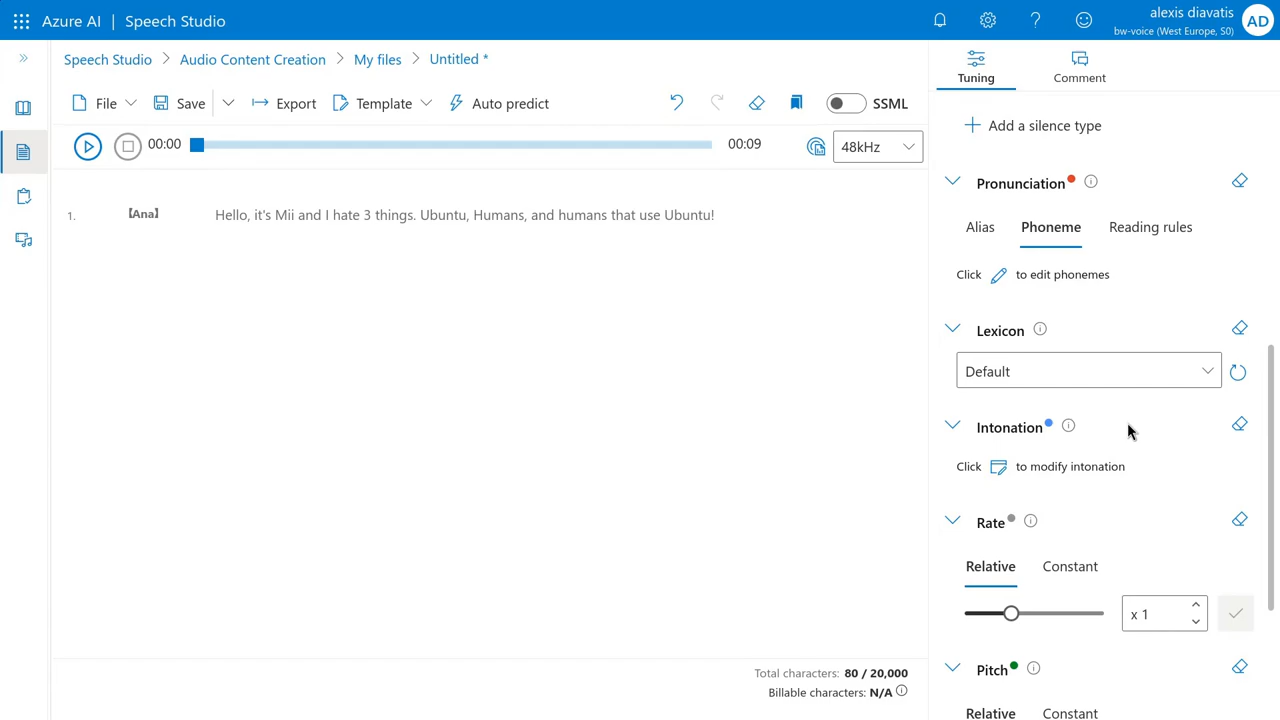 Azure AI | Speech Studio
alexis diavatis
bw-voice (West Europe, S0)
AD
Speech Studio > Audio Content Creation > My files > Untitled *
Tuning
Comment
File
Save
Export
Template
Auto predict
SSML
00:00
00:09
48kHz
1.
【Ana】
Hello, it's Mii and I hate 3 things. Ubuntu, Humans, and humans that use Ubuntu!
Total characters: 80 / 20,000
Billable characters: N/A
Add a silence type
Pronunciation
Alias
Phoneme
Reading rules
Click to edit phonemes
Lexicon
Default
Intonation
Click to modify intonation
Rate
Relative
Constant
x 1
Pitch
Relative
Constant